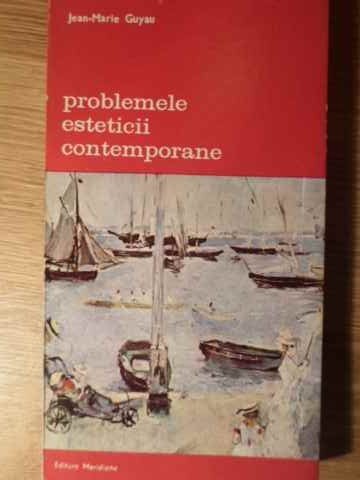 Jean-Marie Guyau
problemele
esteticii
contemporane
Editura Meridiane